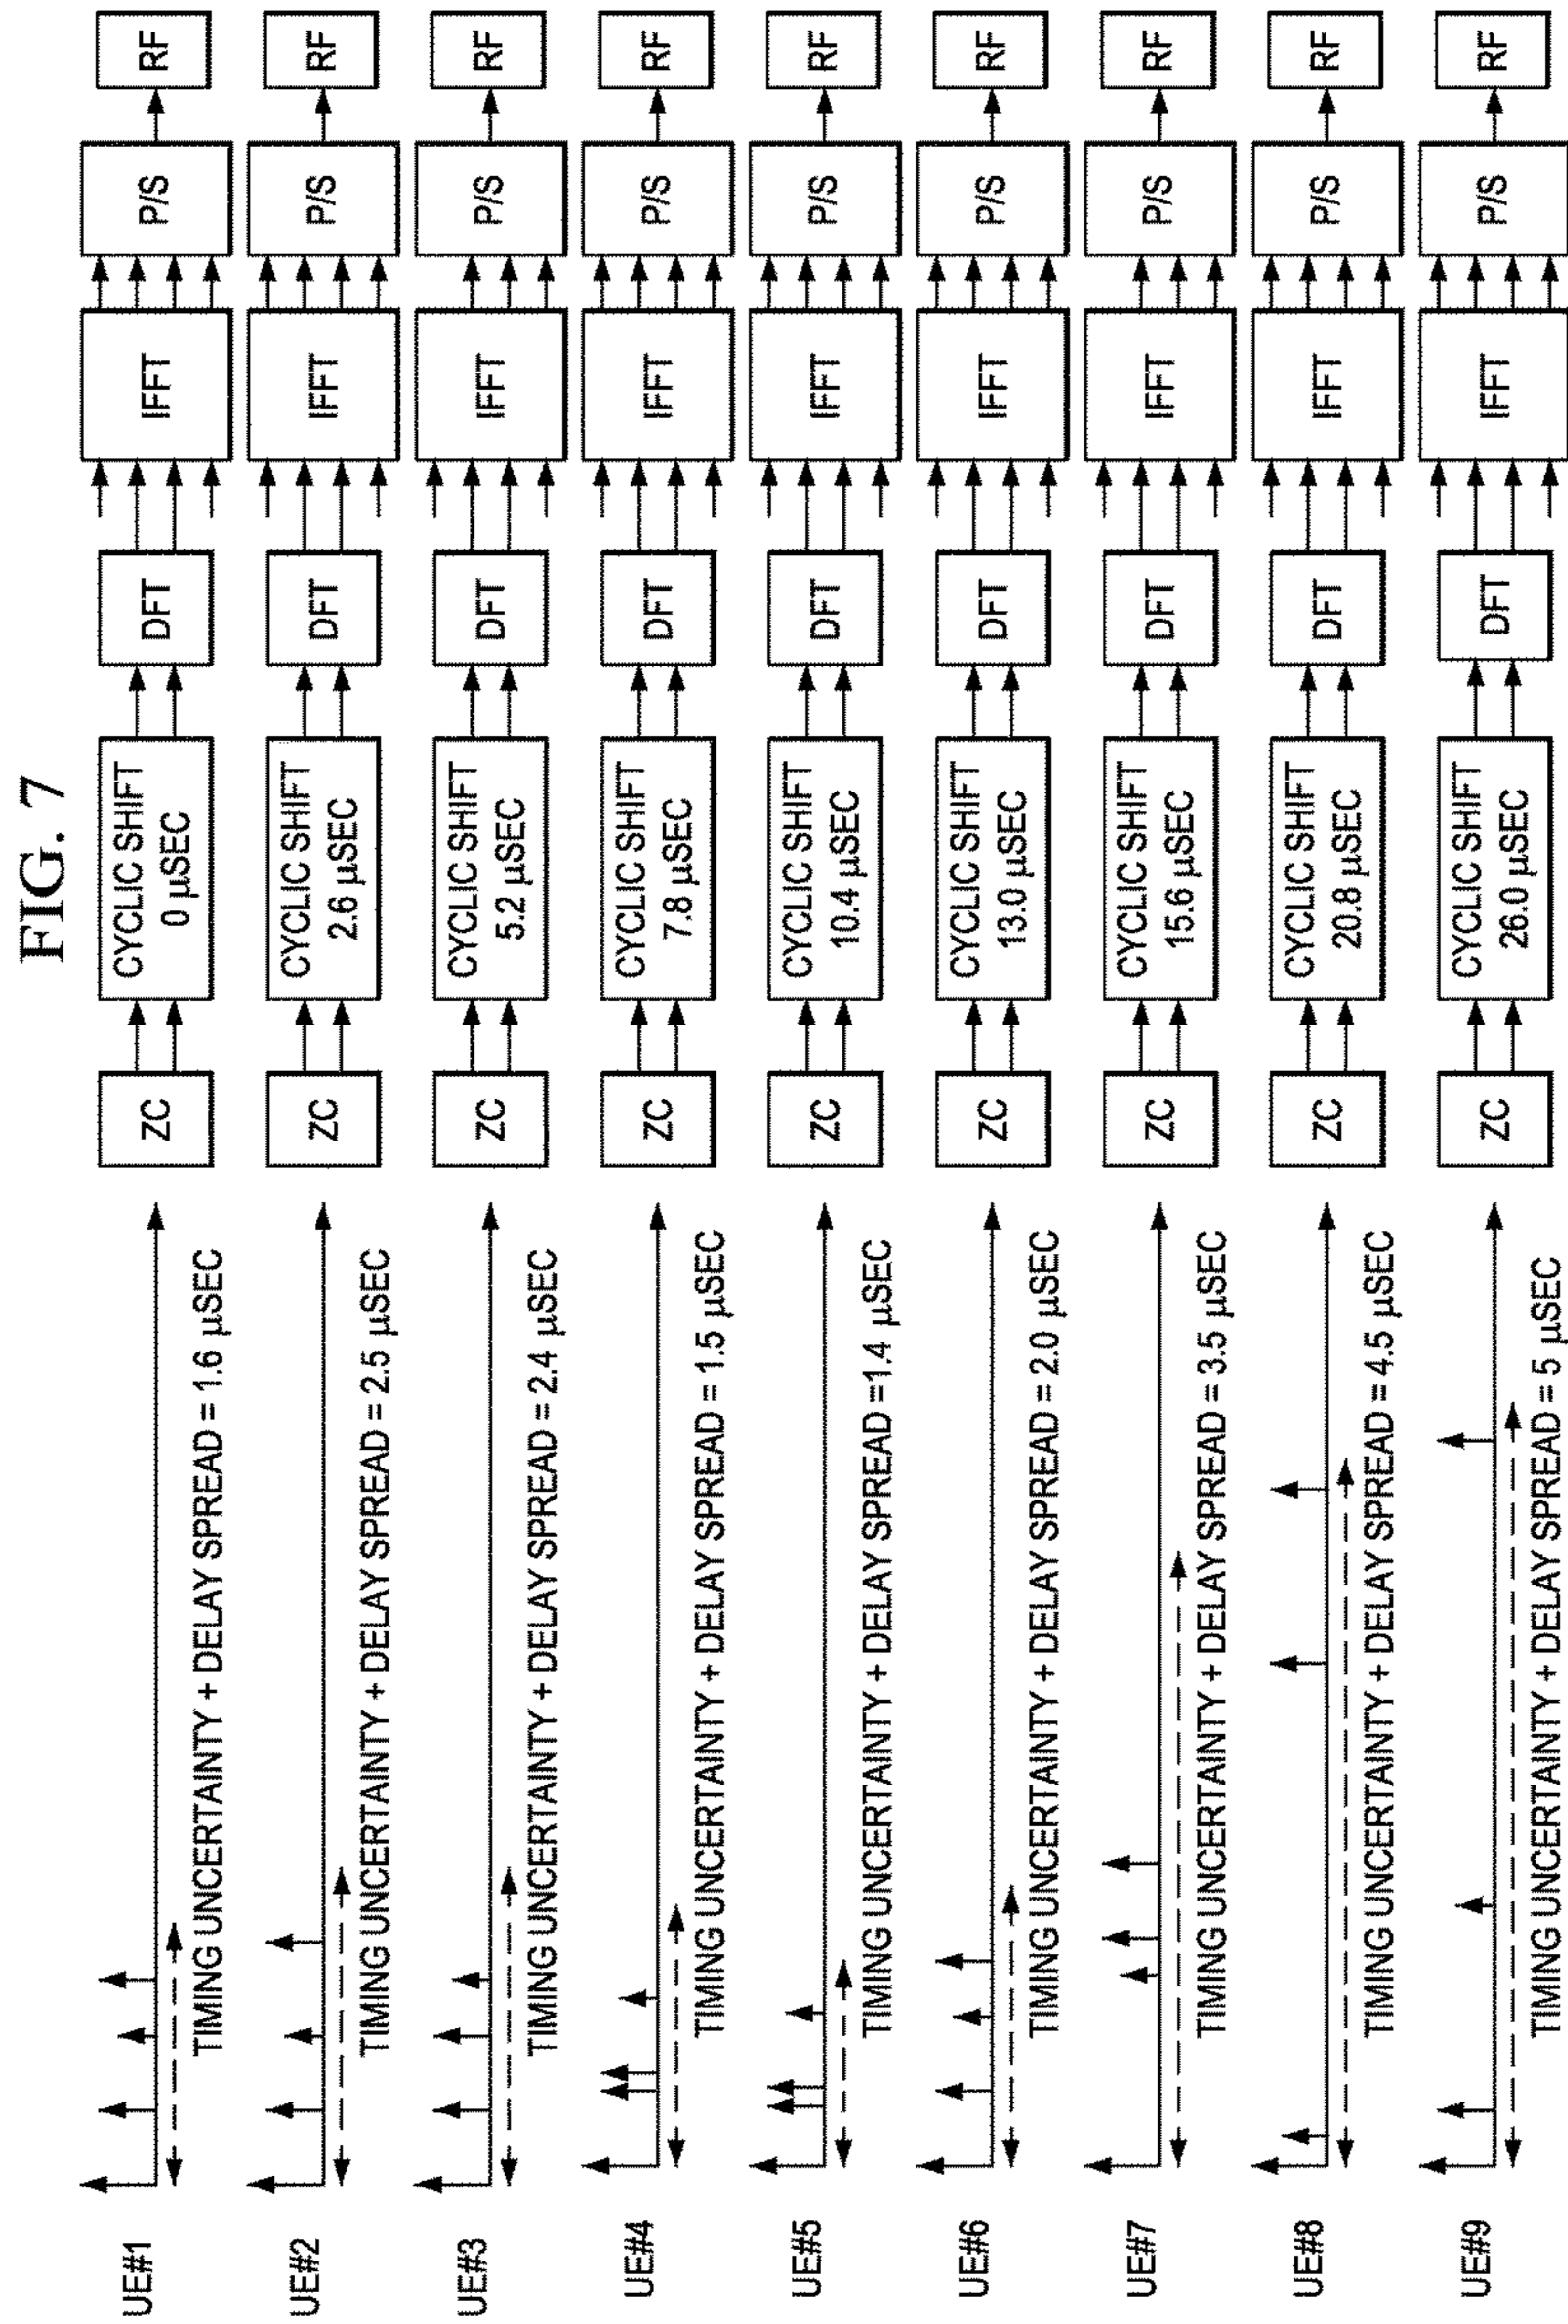 FIG. 7
UE#1
TIMING UNCERTAINTY + DELAY SPREAD = 1.6 μSEC
ZC
CYCLIC SHIFT
0 μSEC
DFT
IFFT
P/S
RF
UE#2
TIMING UNCERTAINTY + DELAY SPREAD = 2.5 μSEC
ZC
CYCLIC SHIFT
2.6 μSEC
DFT
IFFT
P/S
RF
UE#3
TIMING UNCERTAINTY + DELAY SPREAD = 2.4 μSEC
ZC
CYCLIC SHIFT
5.2 μSEC
DFT
IFFT
P/S
RF
UE#4
TIMING UNCERTAINTY + DELAY SPREAD = 1.5 μSEC
ZC
CYCLIC SHIFT
7.8 μSEC
DFT
IFFT
P/S
RF
UE#5
TIMING UNCERTAINTY + DELAY SPREAD =1.4 μSEC
ZC
CYCLIC SHIFT
10.4 μSEC
DFT
IFFT
P/S
RF
UE#6
TIMING UNCERTAINTY + DELAY SPREAD = 2.0 μSEC
ZC
CYCLIC SHIFT
13.0 μSEC
DFT
IFFT
P/S
RF
UE#7
TIMING UNCERTAINTY + DELAY SPREAD = 3.5 μSEC
ZC
CYCLIC SHIFT
15.6 μSEC
DFT
IFFT
P/S
RF
UE#8
TIMING UNCERTAINTY + DELAY SPREAD = 4.5 μSEC
ZC
CYCLIC SHIFT
20.8 μSEC
DFT
IFFT
P/S
RF
UE#9
TIMING UNCERTAINTY + DELAY SPREAD = 5 μSEC
ZC
CYCLIC SHIFT
26.0 μSEC
DFT
IFFT
P/S
RF